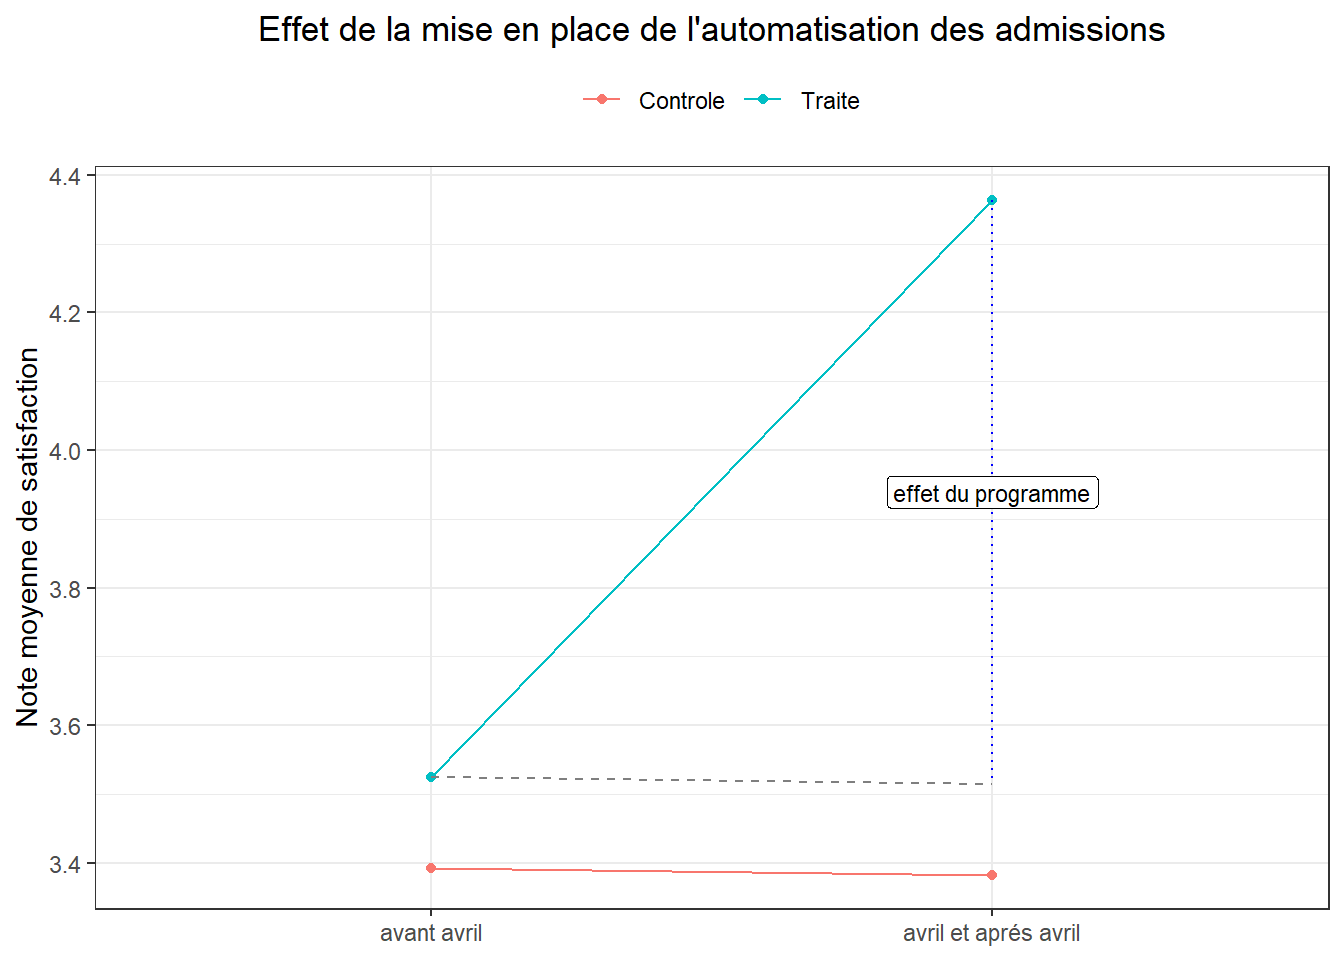 Effet de la mise en place de l'automatisation des admissions
Controle
Traite
Note moyenne de satisfaction
4.4
4.2
4.0
3.8
3.6
3.4
effet du programme
avant avril
avril et aprés avril